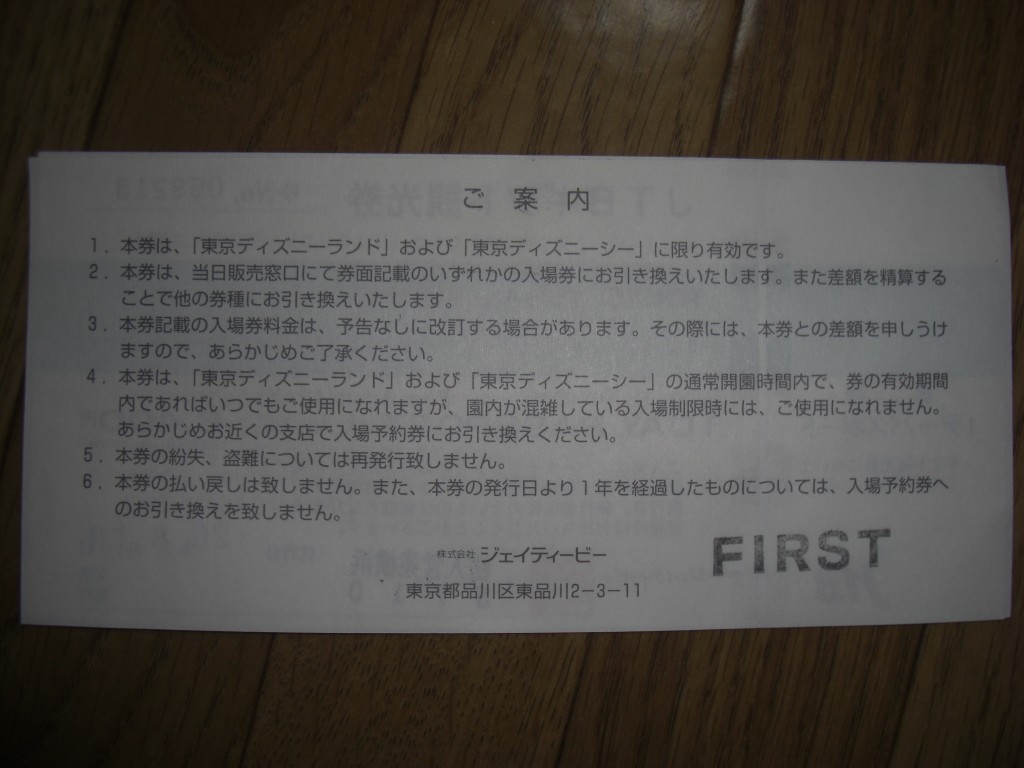 ご案内
1．本券は、「東京ディズニーランド」および「東京ディズニーシー」に限り有効です。
2．本券は、当日販売窓口にて券面記載のいずれかの入場券にお引き換えいたします。また差額を精算する
ことで他の券種にお引き換えいたします。
3．本券記載の入場券料金は、予告なしに改訂する場合があります。その際には、本券との差額を申しうけ
ますので、あらかじめご了承ください。
4．本券は、「東京ディズニーランド」および「東京ディズニーシー」の通常開園時間内で、券の有効期間
内であればいつでもご使用になれますが、園内が混雑している入場制限時には、ご使用になれません。
あらかじめお近くの支店で入場予約券にお引き換えください。
5．本券の紛失、盗難については再発行致しません。
6．本券の払い戻しは致しません。また、本券の発行日より1年を経過したものについては、入場予約券へ
のお引き換えを致しません。
株式会社 ジェイティービー
東京都品川区東品川2-3-11
FIRST